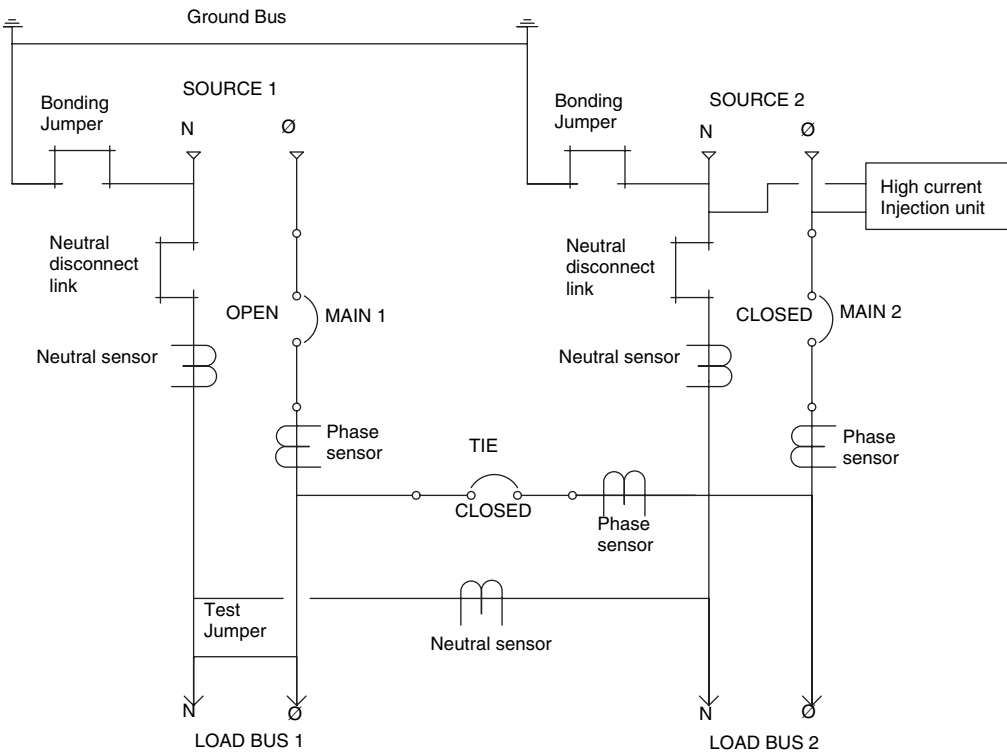 Ground Bus
SOURCE 1
SOURCE 2
Bonding
Jumper
Bonding
Jumper
N
Ø
N
Ø
High current
Injection unit
Neutral
disconnect
link
Neutral
disconnect
link
OPEN
MAIN 1
CLOSED
MAIN 2
Neutral sensor
Neutral sensor
Phase
sensor
Phase
sensor
TIE
CLOSED
Phase
sensor
Test
Jumper
Neutral sensor
N
Ø
N
Ø
LOAD BUS 1
LOAD BUS 2